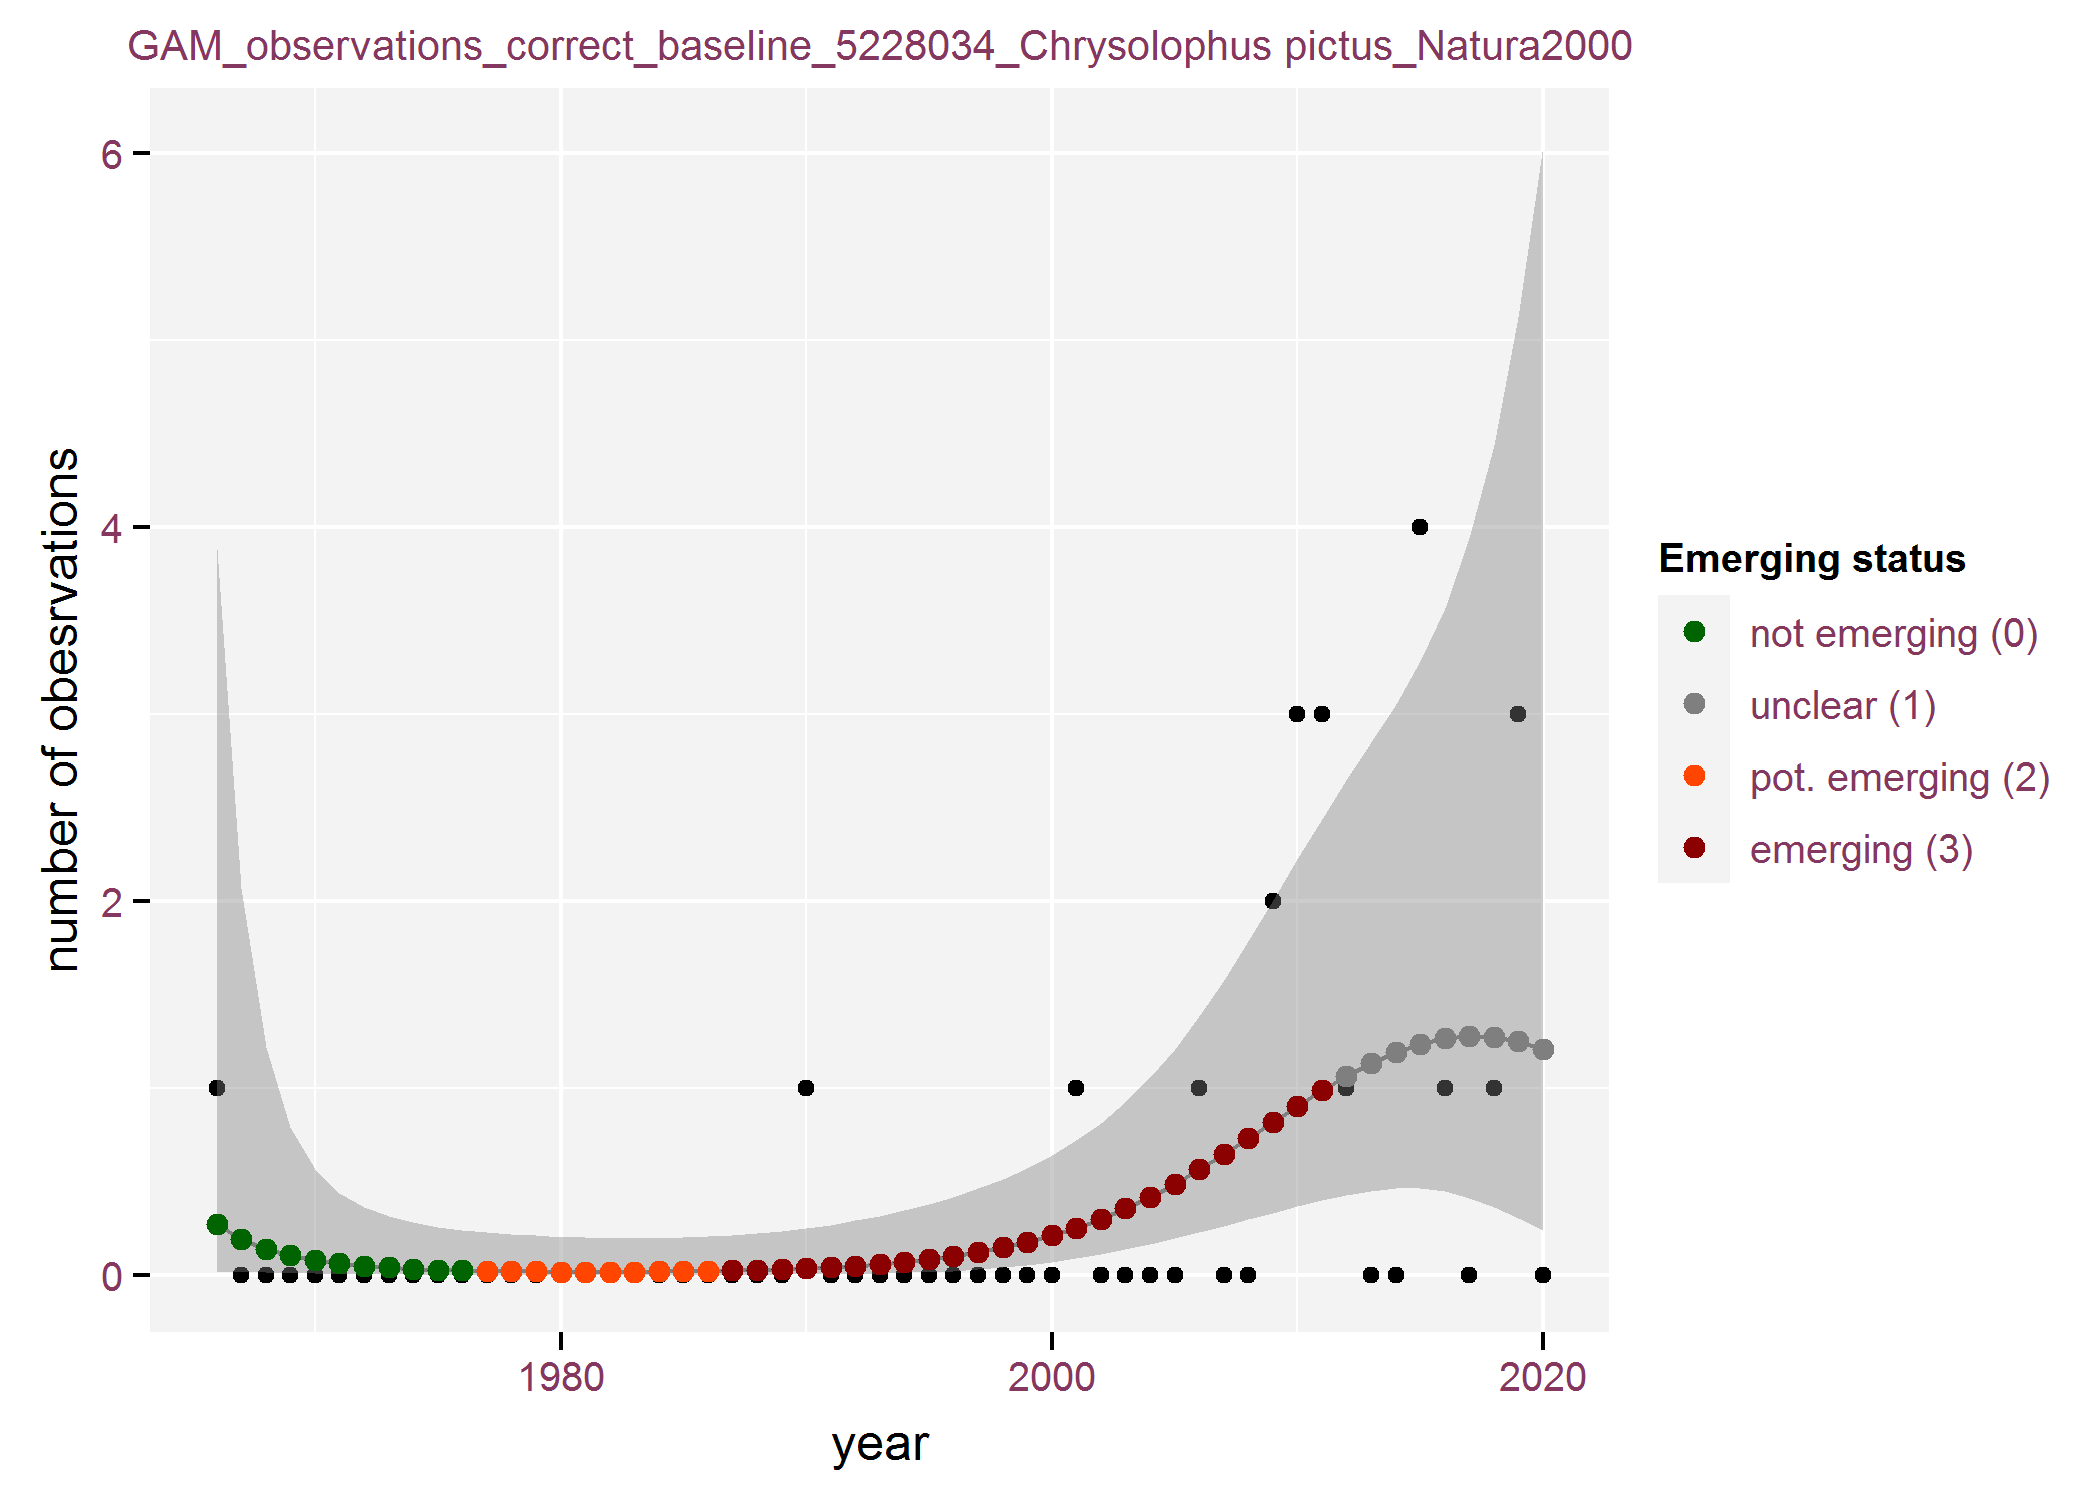 GAM_observations_correct_baseline_5228034_Chrysolophus pictus_Natura2000
number of obesrvations
6
4
2
0
1980
2000
2020
year
Emerging status
not emerging (0)
unclear (1)
pot. emerging (2)
emerging (3)